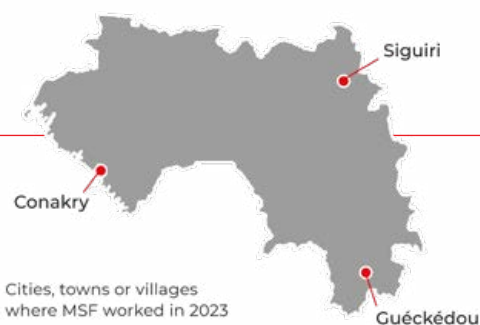 Siguiri
Conakry
Cities, towns or villages
where MSF worked in 2023
Guéckédou